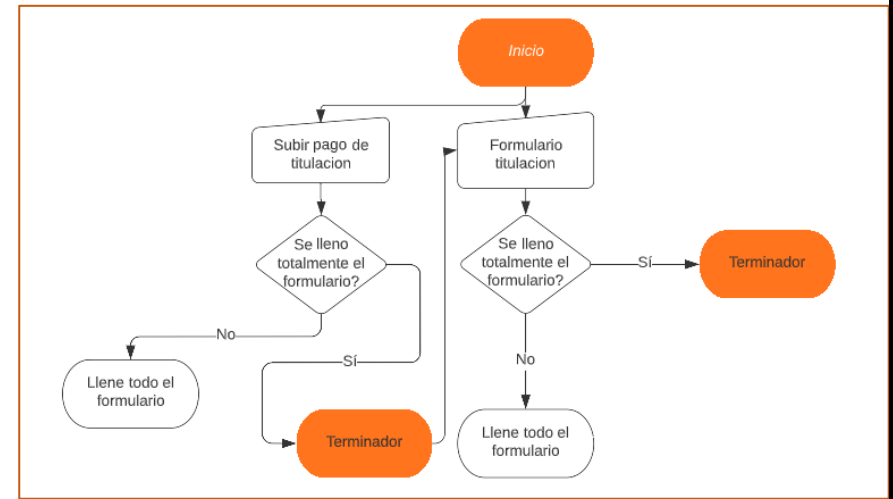 Inicio
Subir pago de
titulacion
Formulario
titulacion
Se lleno
totalmente el
formulario?
Se lleno
totalmente el
formulario?
Sí
Terminador
No
Sí
No
Llene todo el
formulario
Terminador
Llene todo el
formulario